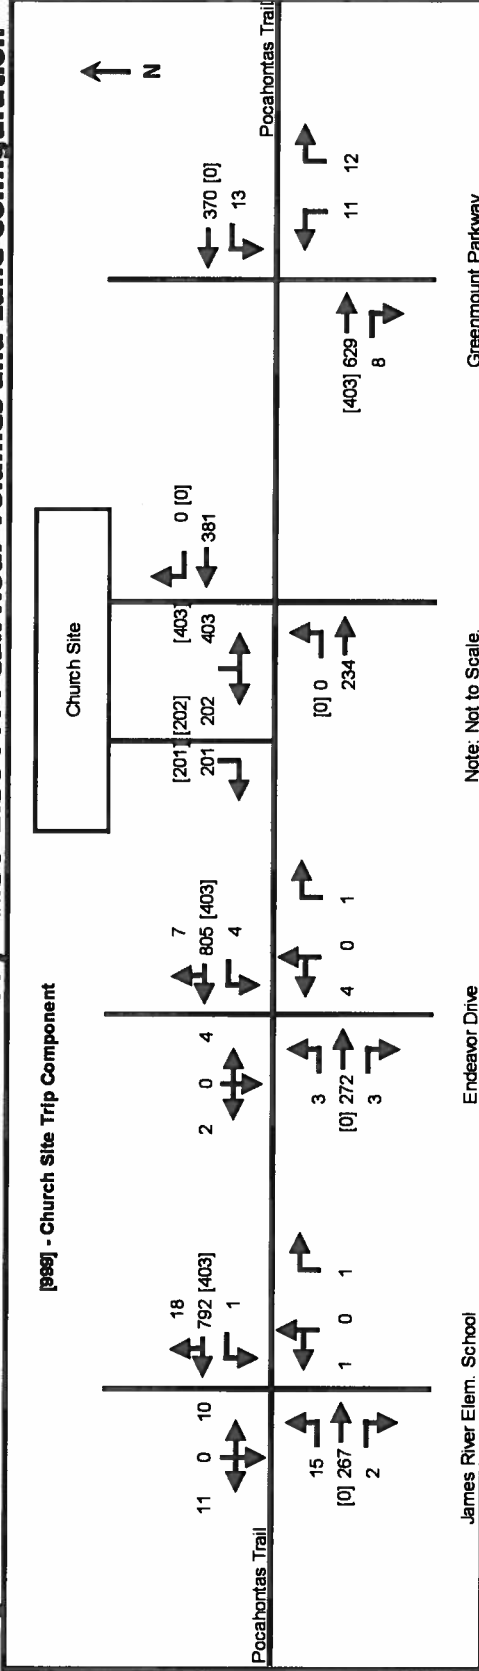 [999] - Church Site Trip Component
N
Church Site
Pocahontas Trail
Pocahontas Trail
11 0 10
18
792 [403]
1
15
[0] 267
2
1 0 1
James River Elem. School
2 0 4
7
805 [403]
4
3
[0] 272
3
4 0 1
Endeavor Drive
[201]
201
[202]
202
[403]
403
0 [0]
381
[0] 0
234
Note: Not to Scale.
370 [0]
13
[403] 629
8
11 12
Greenmount Parkway